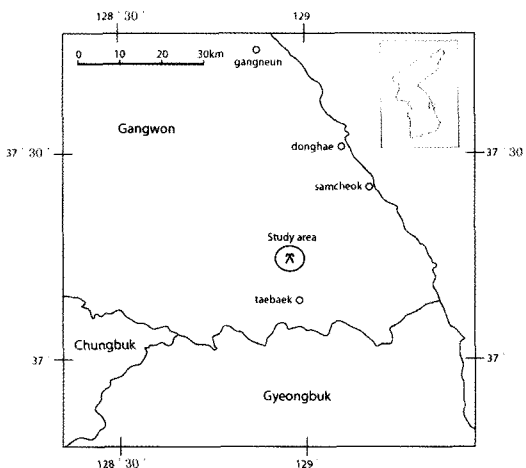 128 ° 30 ′
129 °
0 10 20 30km
gangneun
Gangwon
37 ° 30 ′
donghae
37 ° 30 ′
samcheok
Study area
taebaek
Chungbuk
37 °
37 °
Gyeongbuk
128 ° 30 ′
129 °